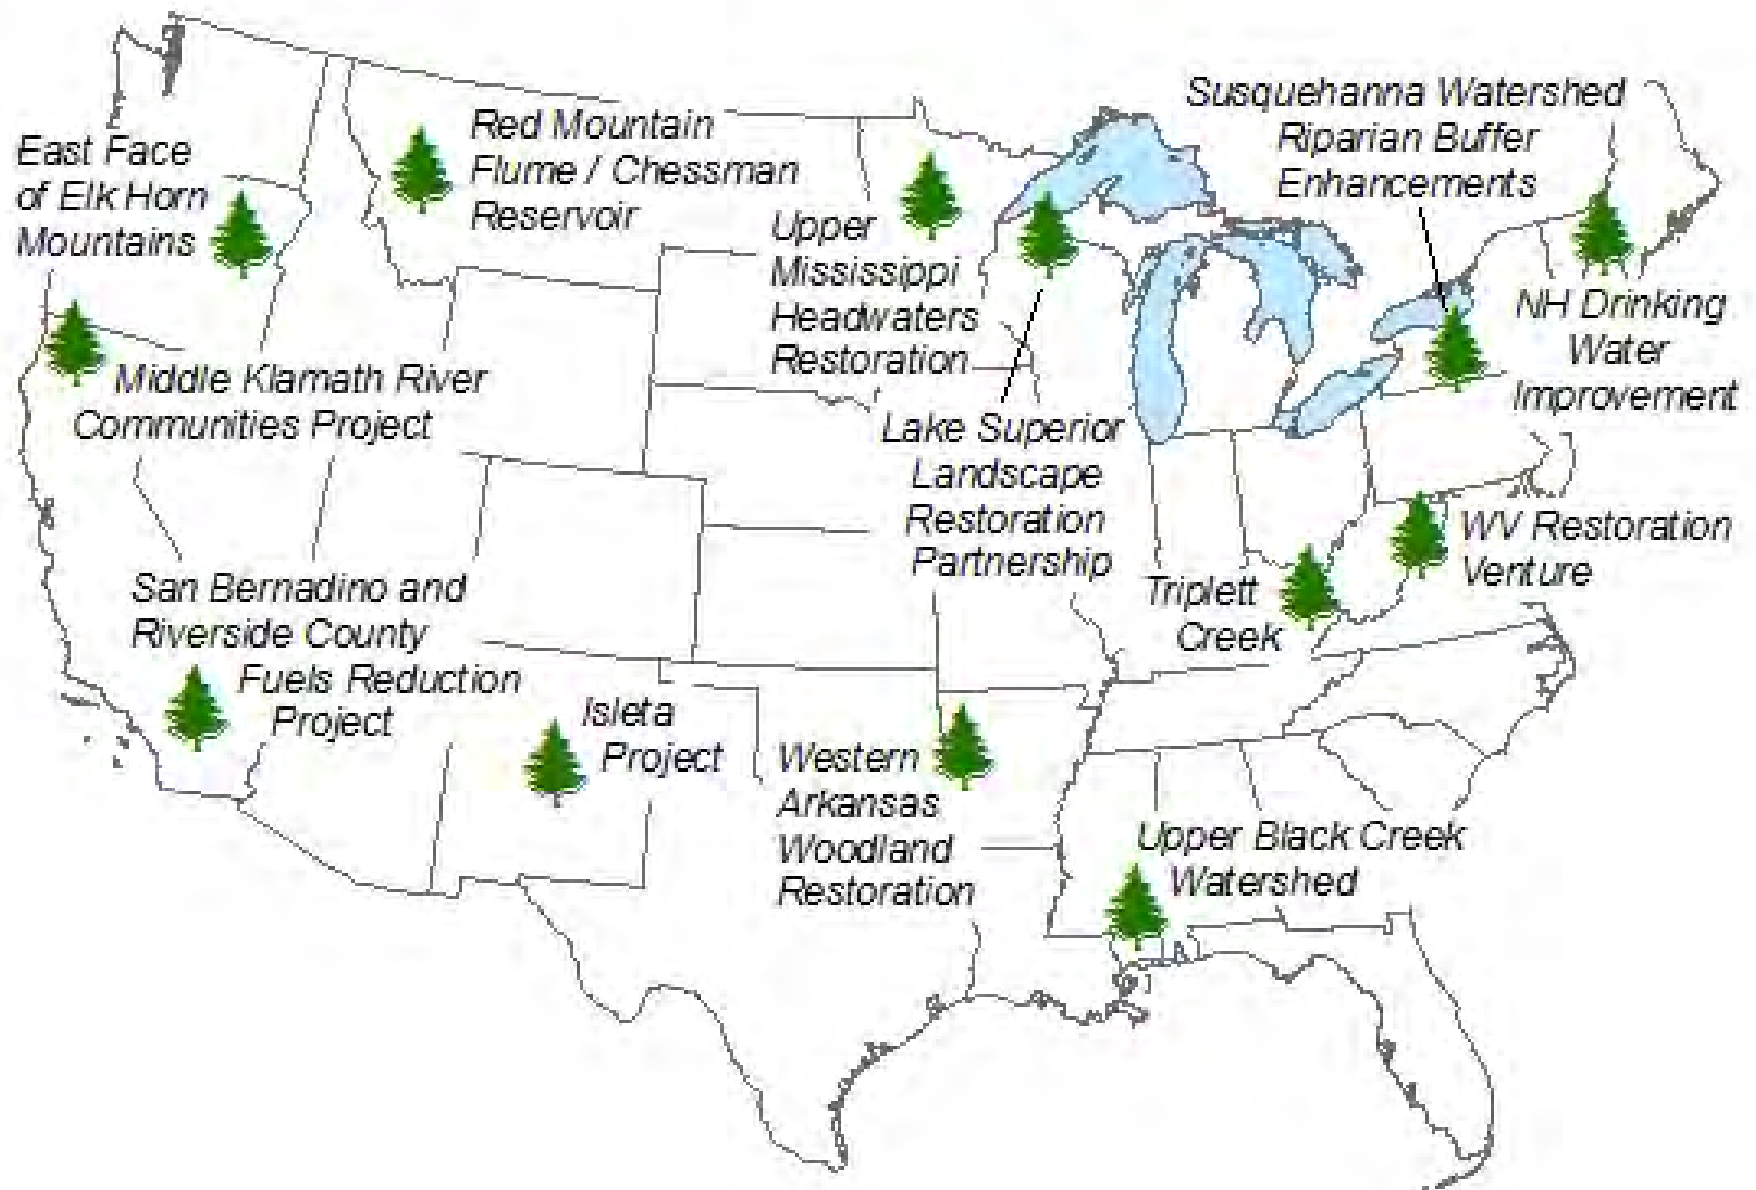 Susquehanna Watershed
Riparian Buffer
Enhancements
East Face
of Elk Horn
Mountains
Red Mountain
Flume / Chessman
Reservoir
Upper
Mississippi
Headwaters
Restoration
NH Drinking
Water
Improvement
Middle Klamath River
Communities Project
Lake Superior
Landscape
Restoration
Partnership
WV Restoration
Venture
San Bernadino and
Riverside County
Fuels Reduction
Project
Triplett
Creek
Isleta
Project
Western
Arkansas
Woodland
Restoration
Upper Black Creek
Watershed